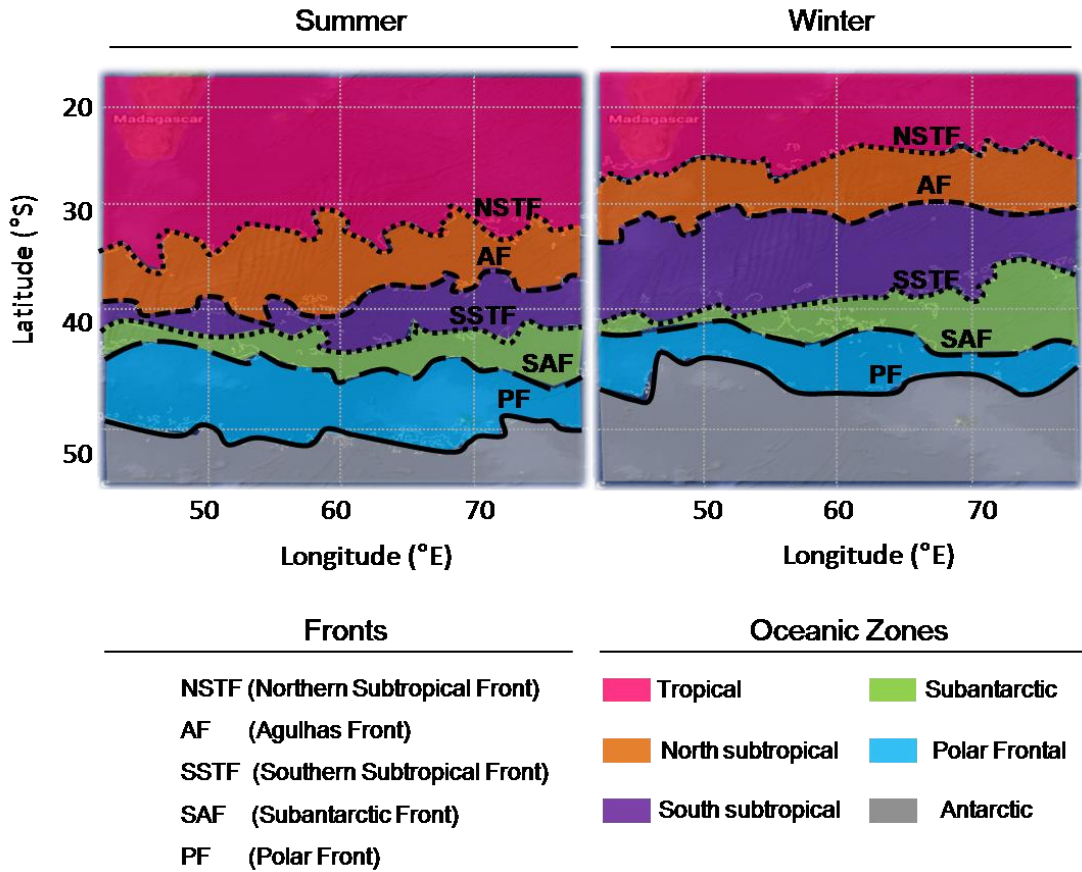 Summer
Winter
20
30
40
50
Latitude (°S)
Madagascar
NSTF
AF
SSTF
SAF
PF
50 60 70
Longitude (°E)
Madagascar
NSTF
AF
SSTF
SAF
PF
50 60 70
Longitude (°E)
Fronts
NSTF (Northern Subtropical Front)
AF (Agulhas Front)
SSTF (Southern Subtropical Front)
SAF (Subantarctic Front)
PF (Polar Front)
Oceanic Zones
Tropical
Subantarctic
North subtropical
Polar Frontal
South subtropical
Antarctic